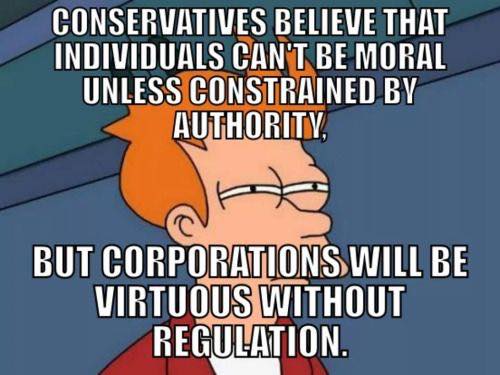 CONSERVATIVES BELIEVE THAT
INDIVIDUALS CAN'T BE MORAL
UNLESS CONSTRAINED BY
AUTHORITY,
BUT CORPORATIONS WILL BE
VIRTUOUS WITHOUT
REGULATION.